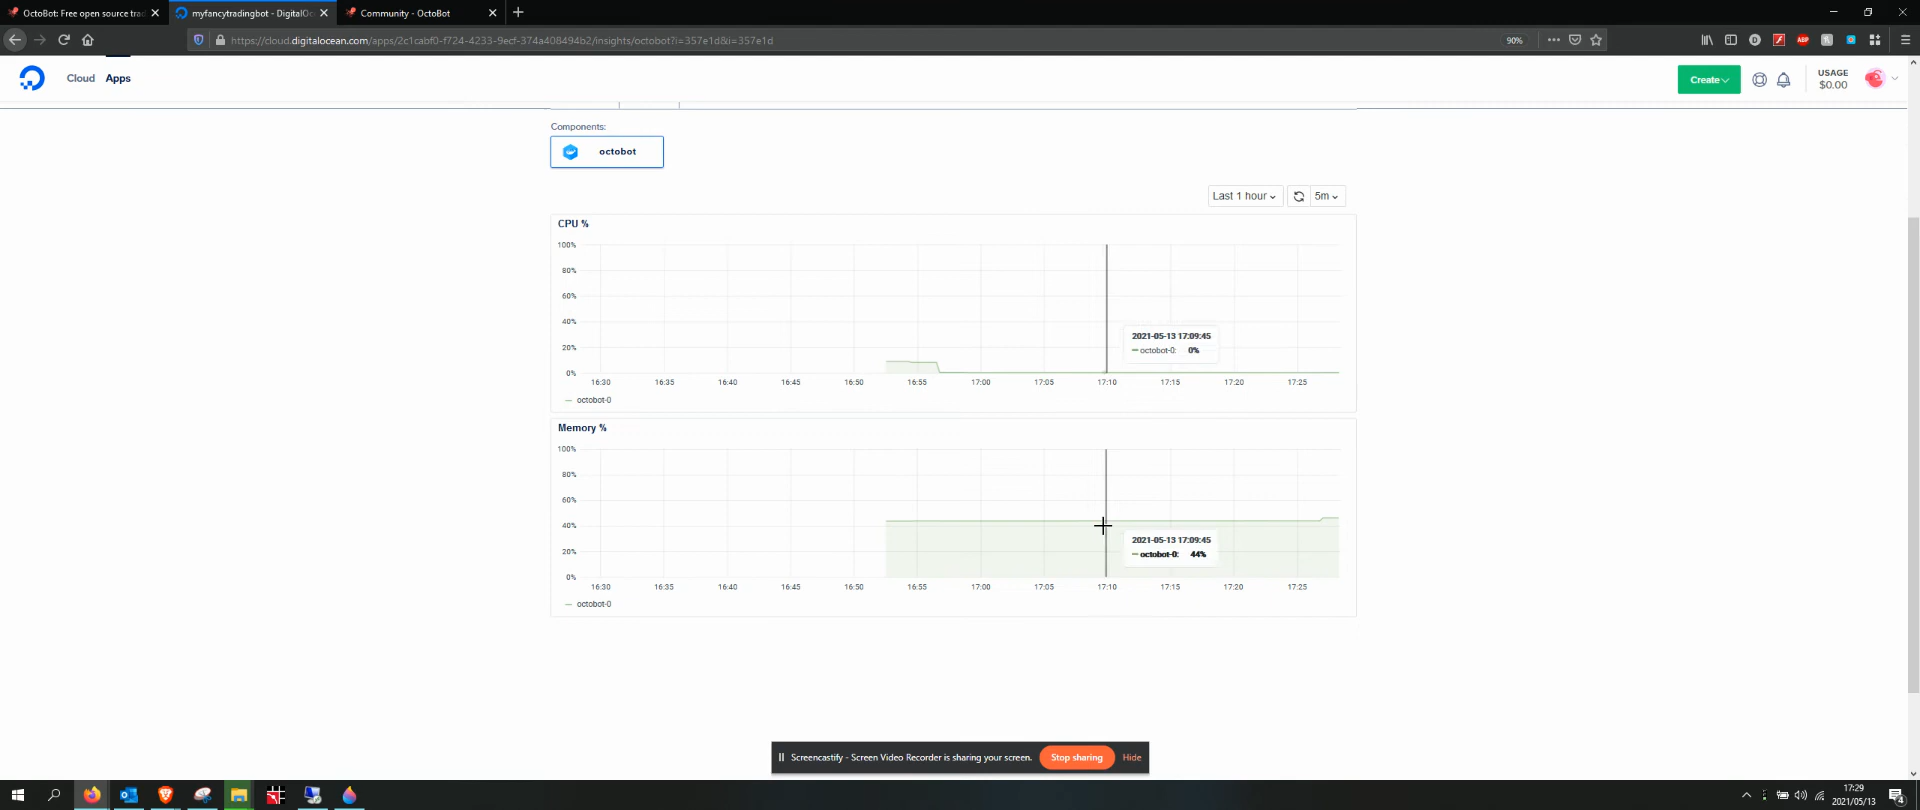 OctoBot: Free open source trad
myfancytradingbot - DigitalOc
Community - OctoBot
https://cloud.digitalocean.com/apps/2c1cabf0-f724-4233-9ecf-374a408494b2/insights/octobot?i=357e1d&i=357e1d
90%
ABP
Cloud
Apps
Create
USAGE
$0.00
Components:
octobot
Last 1 hour
5m
CPU %
100%
80%
60%
40%
20%
0%
2021-05-13 17:09:45
octobot-0: 0%
16:30 16:35 16:40 16:45 16:50 16:55 17:00 17:05 17:10 17:15 17:20 17:25
octobot-0
Memory %
100%
80%
60%
40%
20%
0%
2021-05-13 17:09:45
octobot-0: 44%
16:30 16:35 16:40 16:45 16:50 16:55 17:00 17:05 17:10 17:15 17:20 17:25
octobot-0
Screencastify - Screen Video Recorder is sharing your screen.
Stop sharing
Hide
17:29
2021/05/13
4